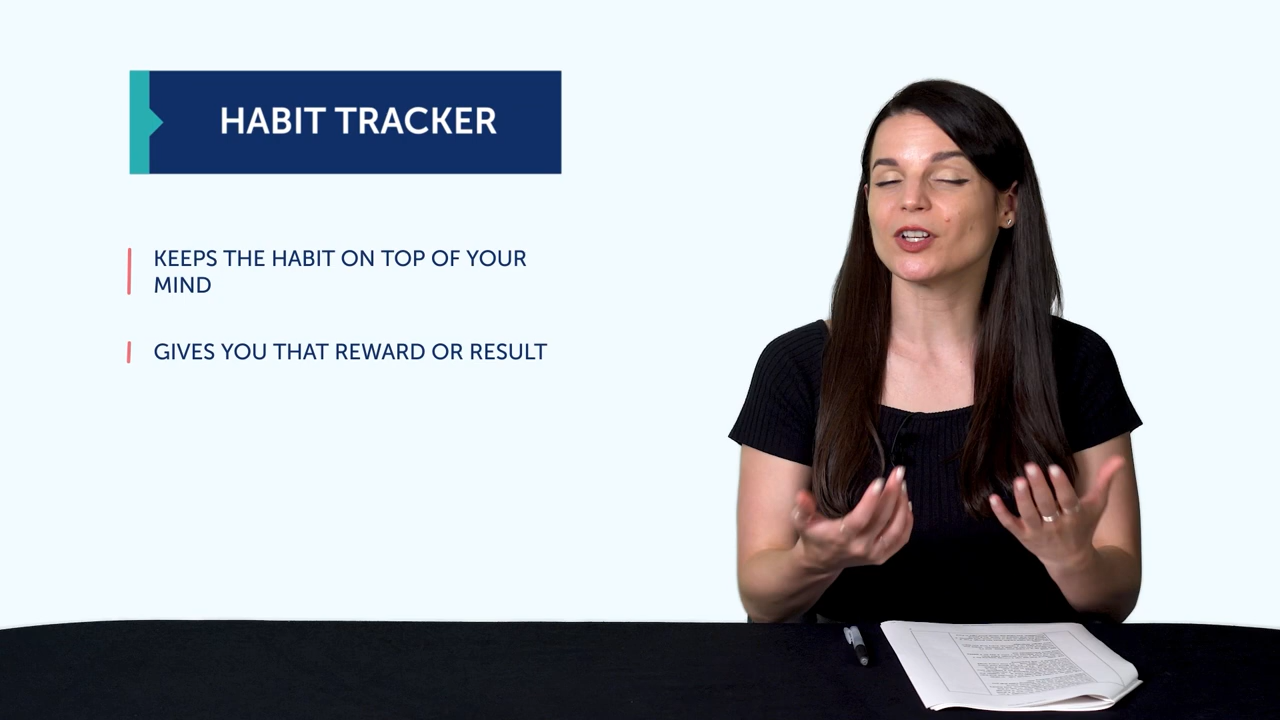 HABIT TRACKER
KEEPS THE HABIT ON TOP OF YOUR
MIND
GIVES YOU THAT REWARD OR RESULT